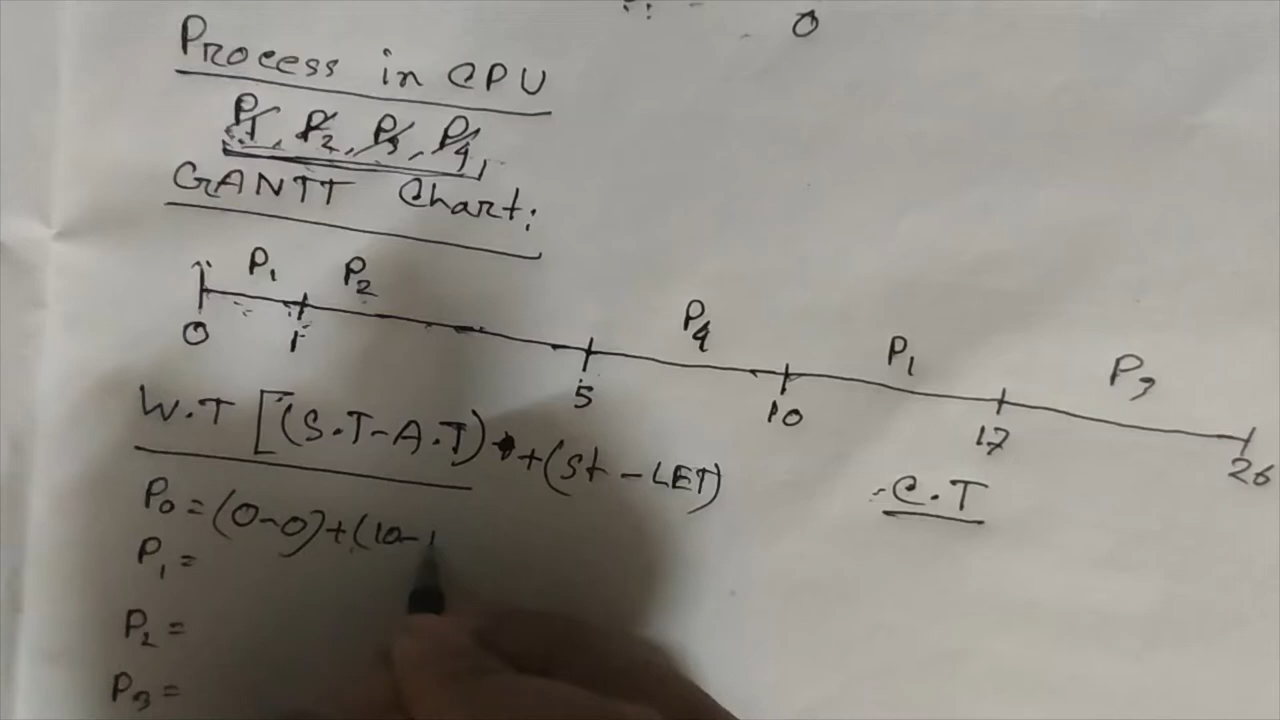 0
Process in CPU
P1, P2, P3, P4,
GANTT Chart:
P1 P2 P4 P1 P3
0 1 5 10 17 26
W.T [(S.T-A.T) + (St - LET)
C.T
P0 = (0-0)+(10-1
P1 =
P2 =
P3 =